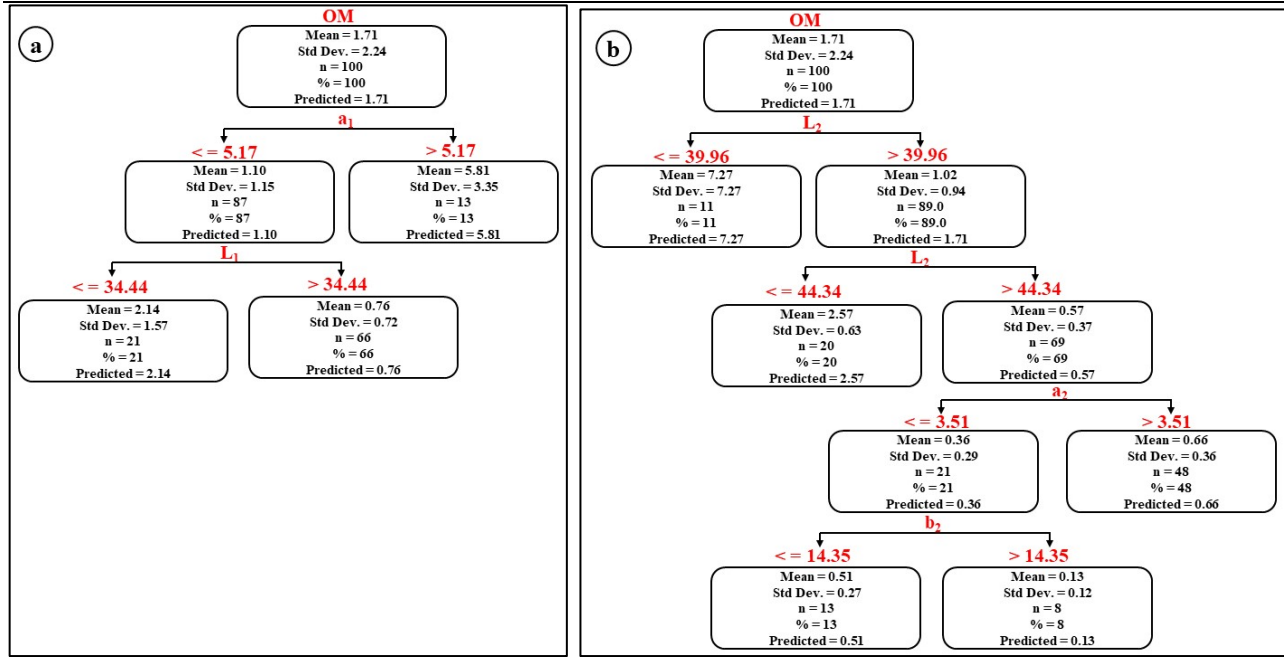 a
OM
Mean = 1.71
Std Dev. = 2.24
n = 100
% = 100
Predicted = 1.71
a₁
< = 5.17
> 5.17
Mean = 1.10
Std Dev. = 1.15
n = 87
% = 87
Predicted = 1.10
Mean = 5.81
Std Dev. = 3.35
n = 13
% = 13
Predicted = 5.81
L₁
< = 34.44
> 34.44
Mean = 2.14
Std Dev. = 1.57
n = 21
% = 21
Predicted = 2.14
Mean = 0.76
Std Dev. = 0.72
n = 66
% = 66
Predicted = 0.76
b
OM
Mean = 1.71
Std Dev. = 2.24
n = 100
% = 100
Predicted = 1.71
L₂
< = 39.96
> 39.96
Mean = 7.27
Std Dev. = 7.27
n = 11
% = 11
Predicted = 7.27
Mean = 1.02
Std Dev. = 0.94
n = 89.0
% = 89.0
Predicted = 1.71
L₂
< = 44.34
> 44.34
Mean = 2.57
Std Dev. = 0.63
n = 20
% = 20
Predicted = 2.57
Mean = 0.57
Std Dev. = 0.37
n = 69
% = 69
Predicted = 0.57
a₂
< = 3.51
> 3.51
Mean = 0.36
Std Dev. = 0.29
n = 21
% = 21
Predicted = 0.36
Mean = 0.66
Std Dev. = 0.36
n = 48
% = 48
Predicted = 0.66
b₂
< = 14.35
> 14.35
Mean = 0.51
Std Dev. = 0.27
n = 13
% = 13
Predicted = 0.51
Mean = 0.13
Std Dev. = 0.12
n = 8
% = 8
Predicted = 0.13